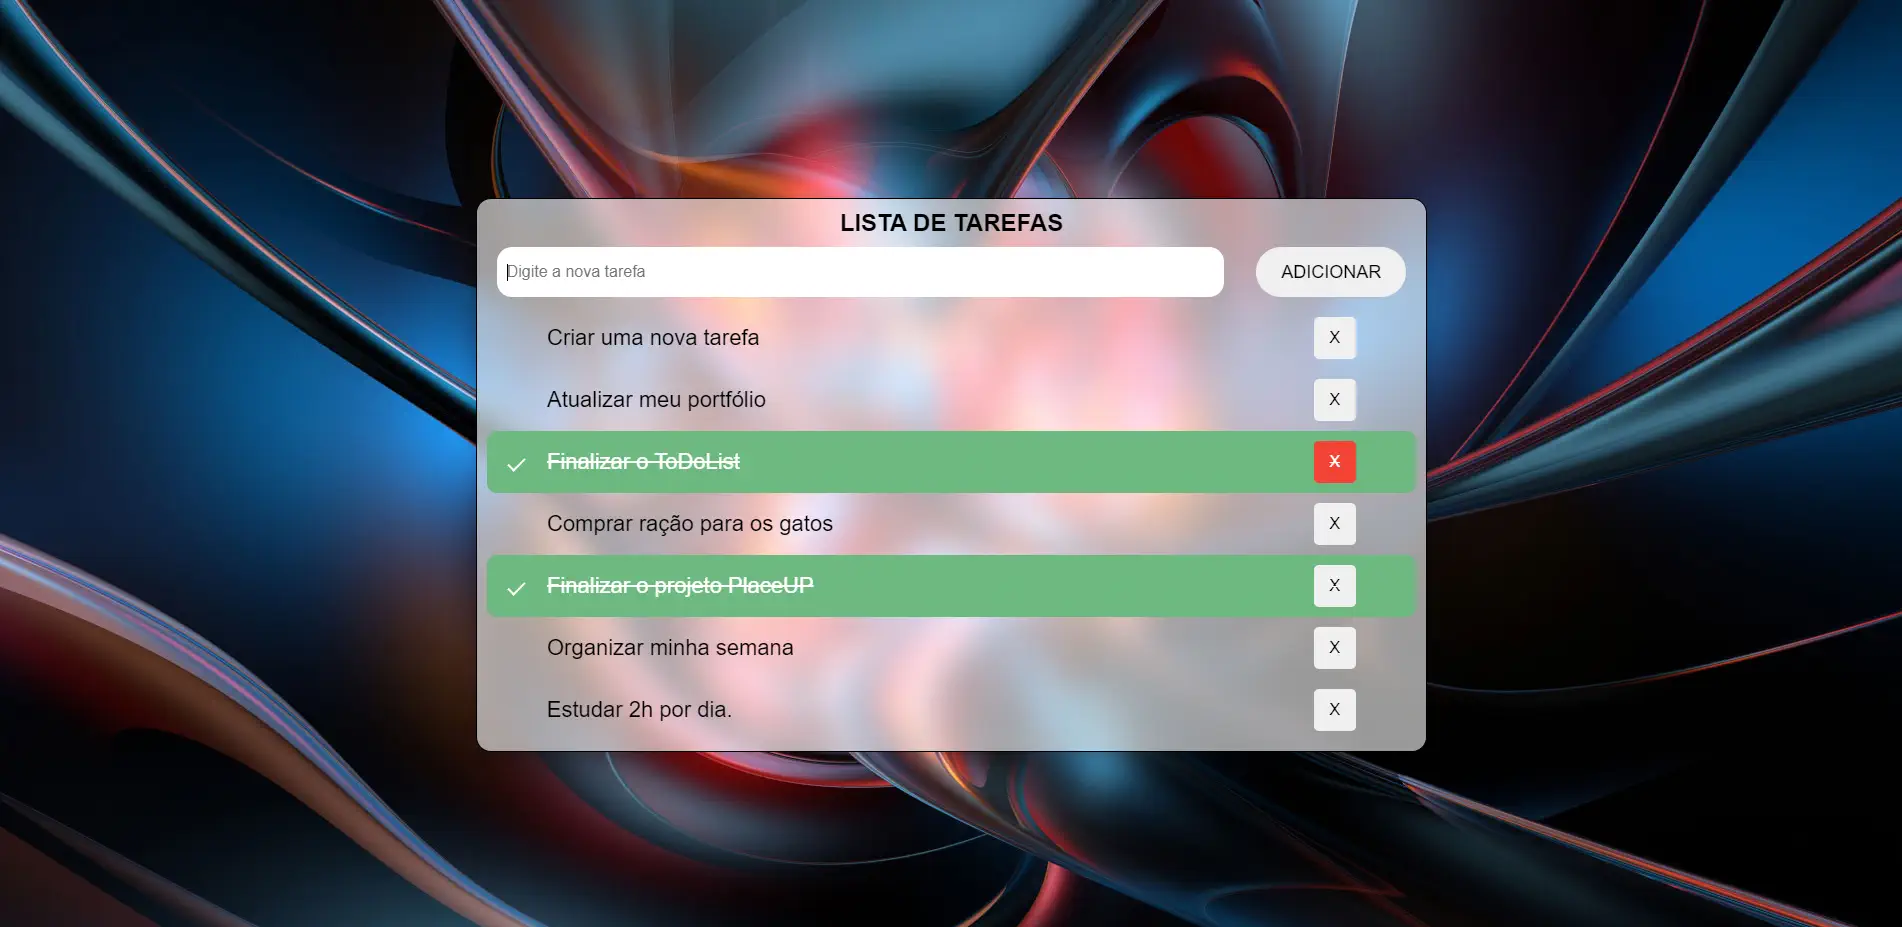 LISTA DE TAREFAS
Digite a nova tarefa ADICIONAR
Criar uma nova tarefa X
Atualizar meu portfólio X
Finalizar o ToDoList X
Comprar ração para os gatos X
Finalizar o projeto PlaceUP X
Organizar minha semana X
Estudar 2h por dia. X